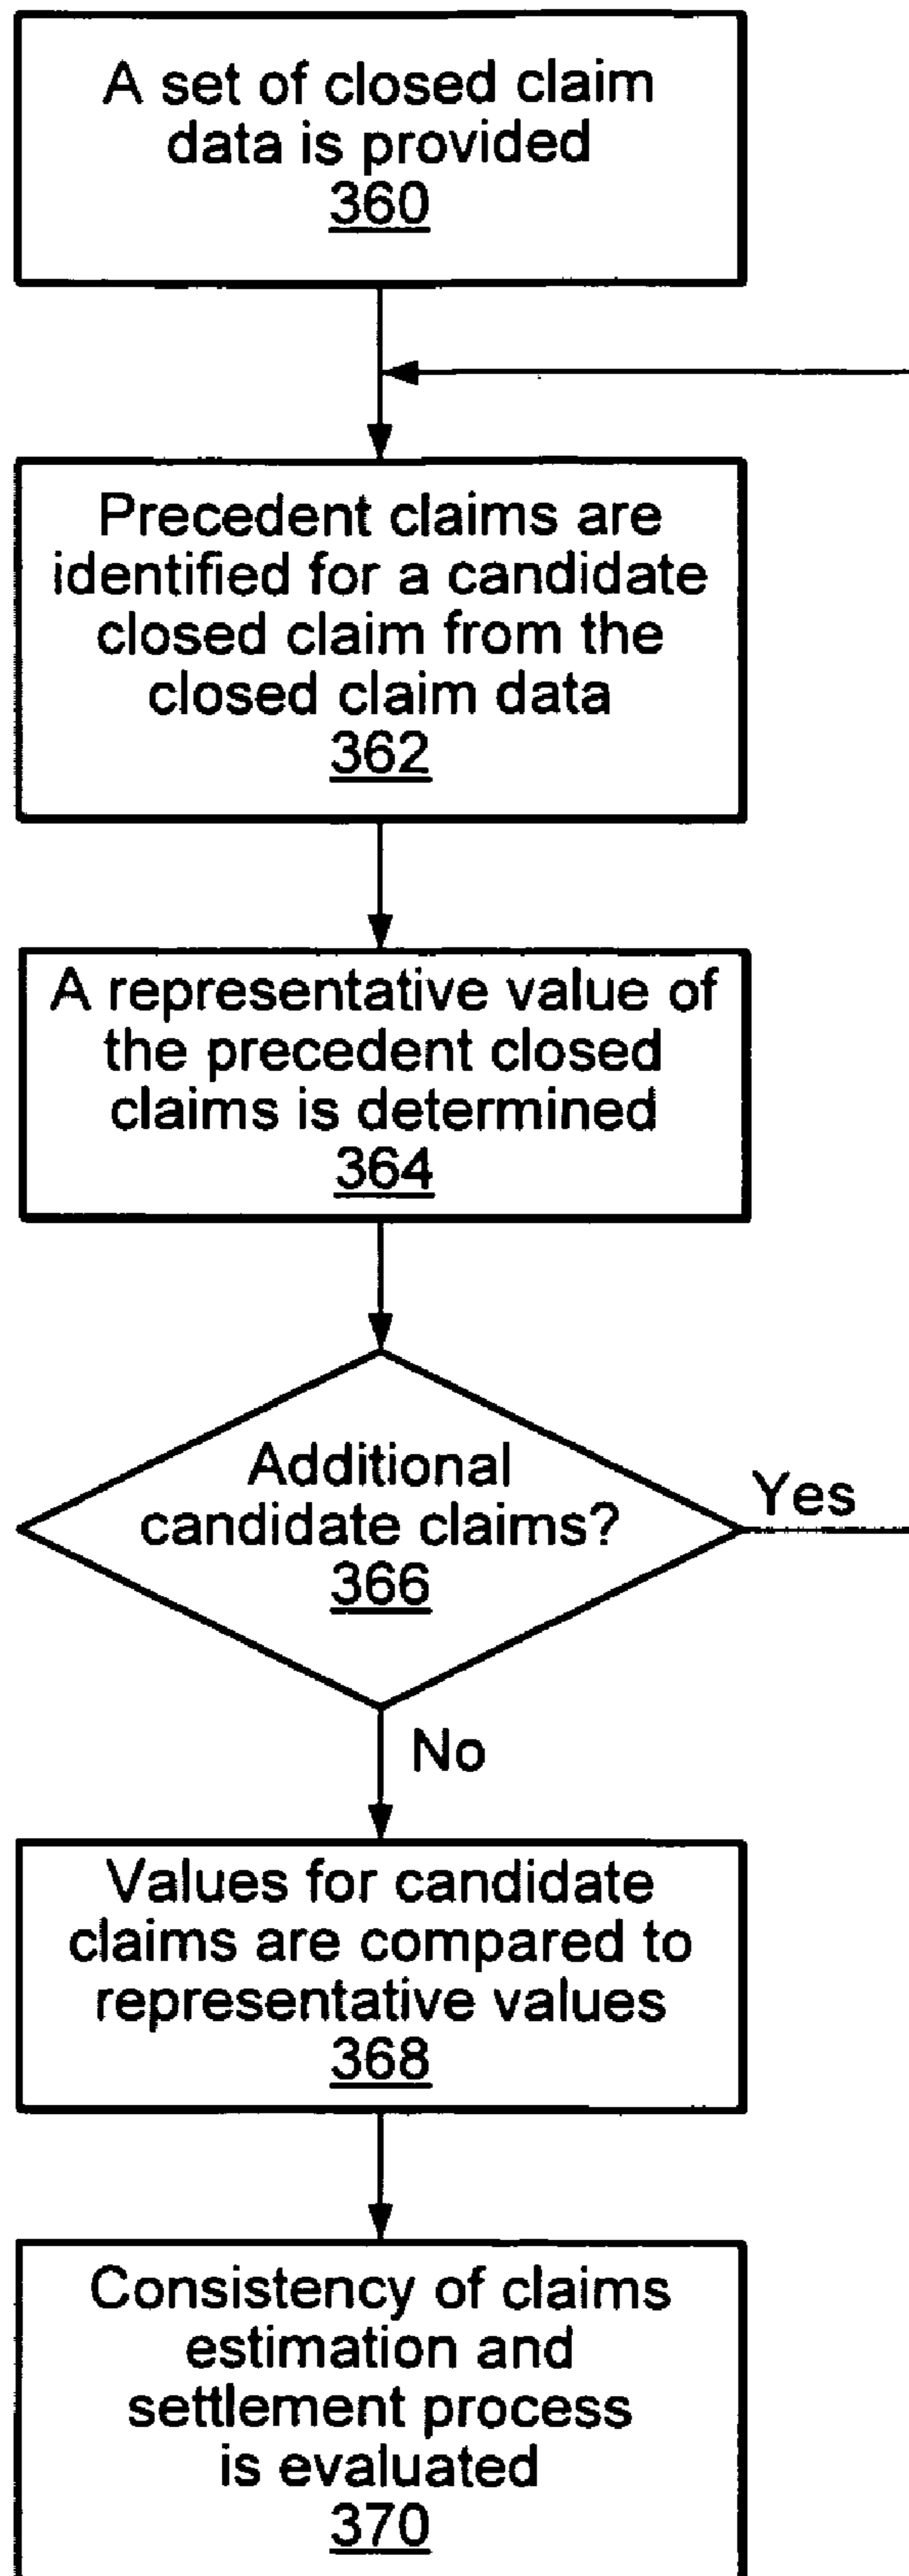 A set of closed claim
data is provided
360
Precedent claims are
identified for a candidate
closed claim from the
closed claim data
362
A representative value of
the precedent closed
claims is determined
364
Additional
candidate claims?
366
Yes
No
Values for candidate
claims are compared to
representative values
368
Consistency of claims
estimation and
settlement process
is evaluated
370